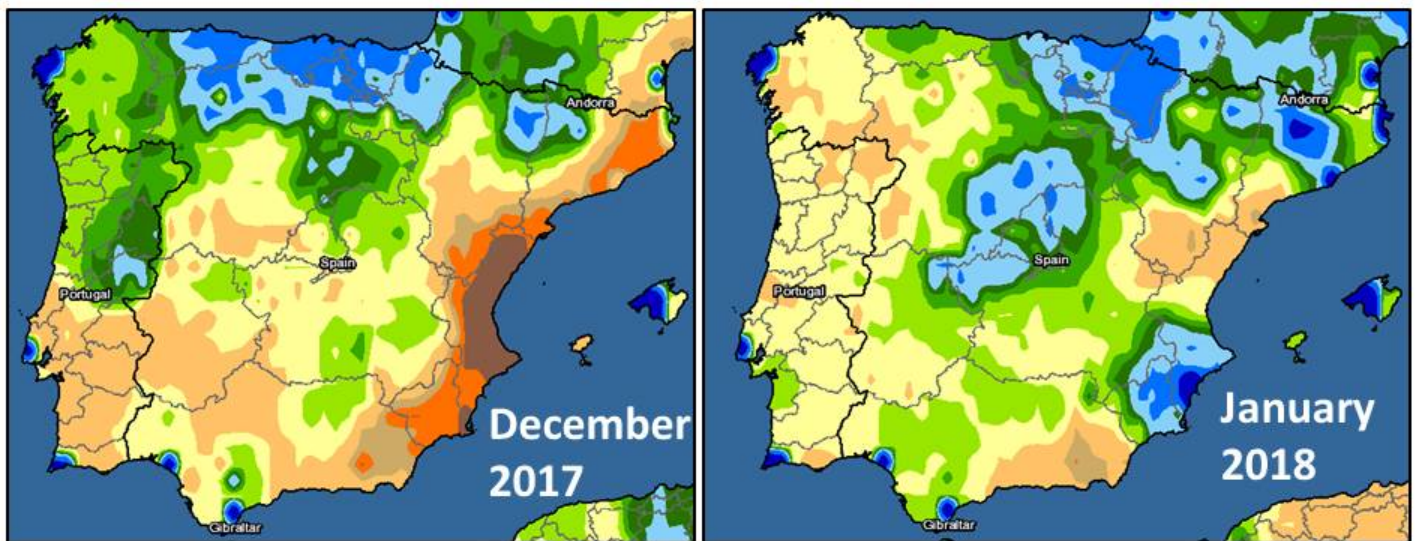 Andorra
Spain
Portugal
Gibraltar
December
2017
Andorra
Spain
Portugal
Gibraltar
January
2018